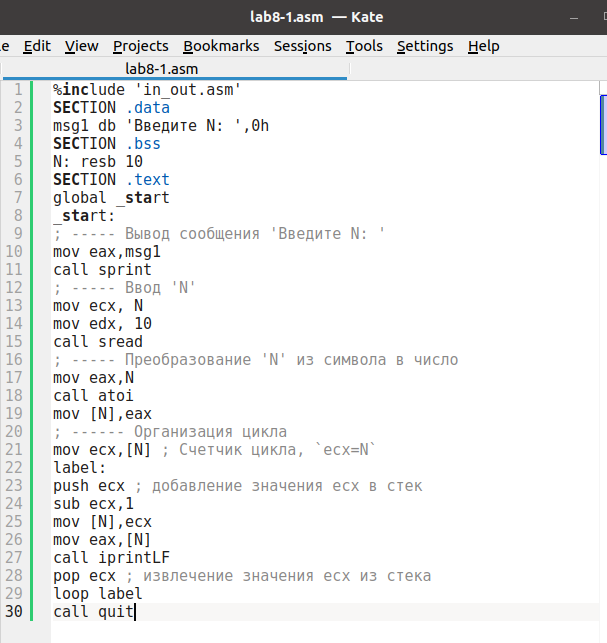 lab8-1.asm — Kate
e Edit View Projects Bookmarks Sessions Tools Settings Help
lab8-1.asm
1 %include 'in_out.asm'
2 SECTION .data
3 msg1 db 'Введите N: ',0h
4 SECTION .bss
5 N: resb 10
6 SECTION .text
7 global _start
8 _start:
9 ; ----- Вывод сообщения 'Введите N: '
10 mov eax,msg1
11 call sprint
12 ; ----- Ввод 'N'
13 mov ecx, N
14 mov edx, 10
15 call sread
16 ; ----- Преобразование 'N' из символа в число
17 mov eax,N
18 call atoi
19 mov [N],eax
20 ; ------ Организация цикла
21 mov ecx,[N] ; Счетчик цикла, `ecx=N`
22 label:
23 push ecx ; добавление значения ecx в стек
24 sub ecx,1
25 mov [N],ecx
26 mov eax,[N]
27 call iprintLF
28 pop ecx ; извлечение значения ecx из стека
29 loop label
30 call quit